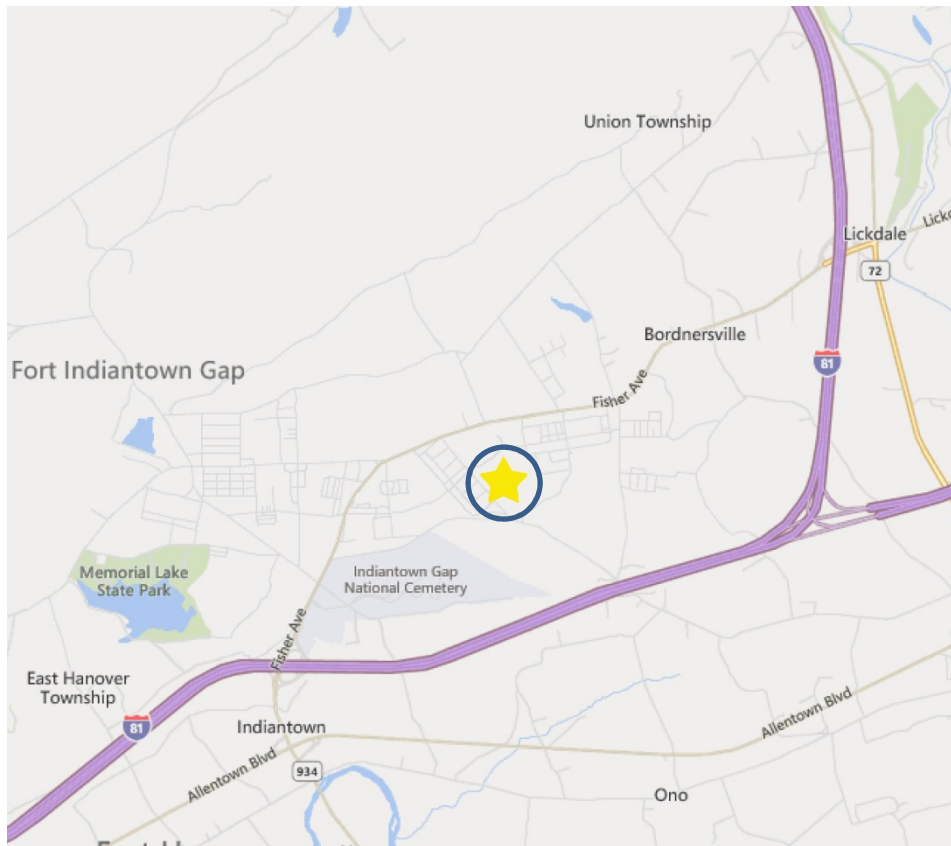 Union Township
Lickdale
72
Bordnersville
81
Fort Indiantown Gap
Fisher Ave
Memorial Lake
State Park
Indiantown Gap
National Cemetery
Fisher Ave
East Hanover
Township
81
Indiantown
Allentown Blvd
Allentown Blvd
934
Ono